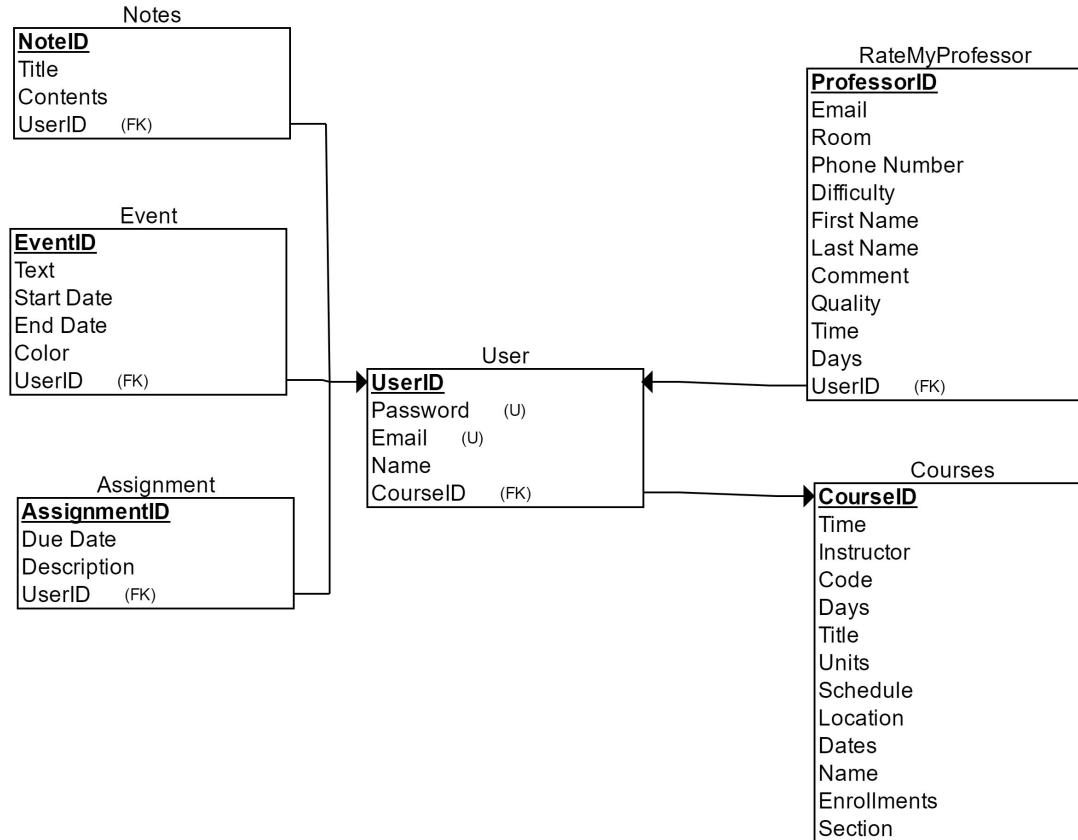 Notes
NoteID
Title
Contents
UserID (FK)
Event
EventID
Text
Start Date
End Date
Color
UserID (FK)
Assignment
AssignmentID
Due Date
Description
UserID (FK)
User
UserID
Password (U)
Email (U)
Name
CourseID (FK)
RateMyProfessor
ProfessorID
Email
Room
Phone Number
Difficulty
First Name
Last Name
Comment
Quality
Time
Days
UserID (FK)
Courses
CourseID
Time
Instructor
Code
Days
Title
Units
Schedule
Location
Dates
Name
Enrollments
Section